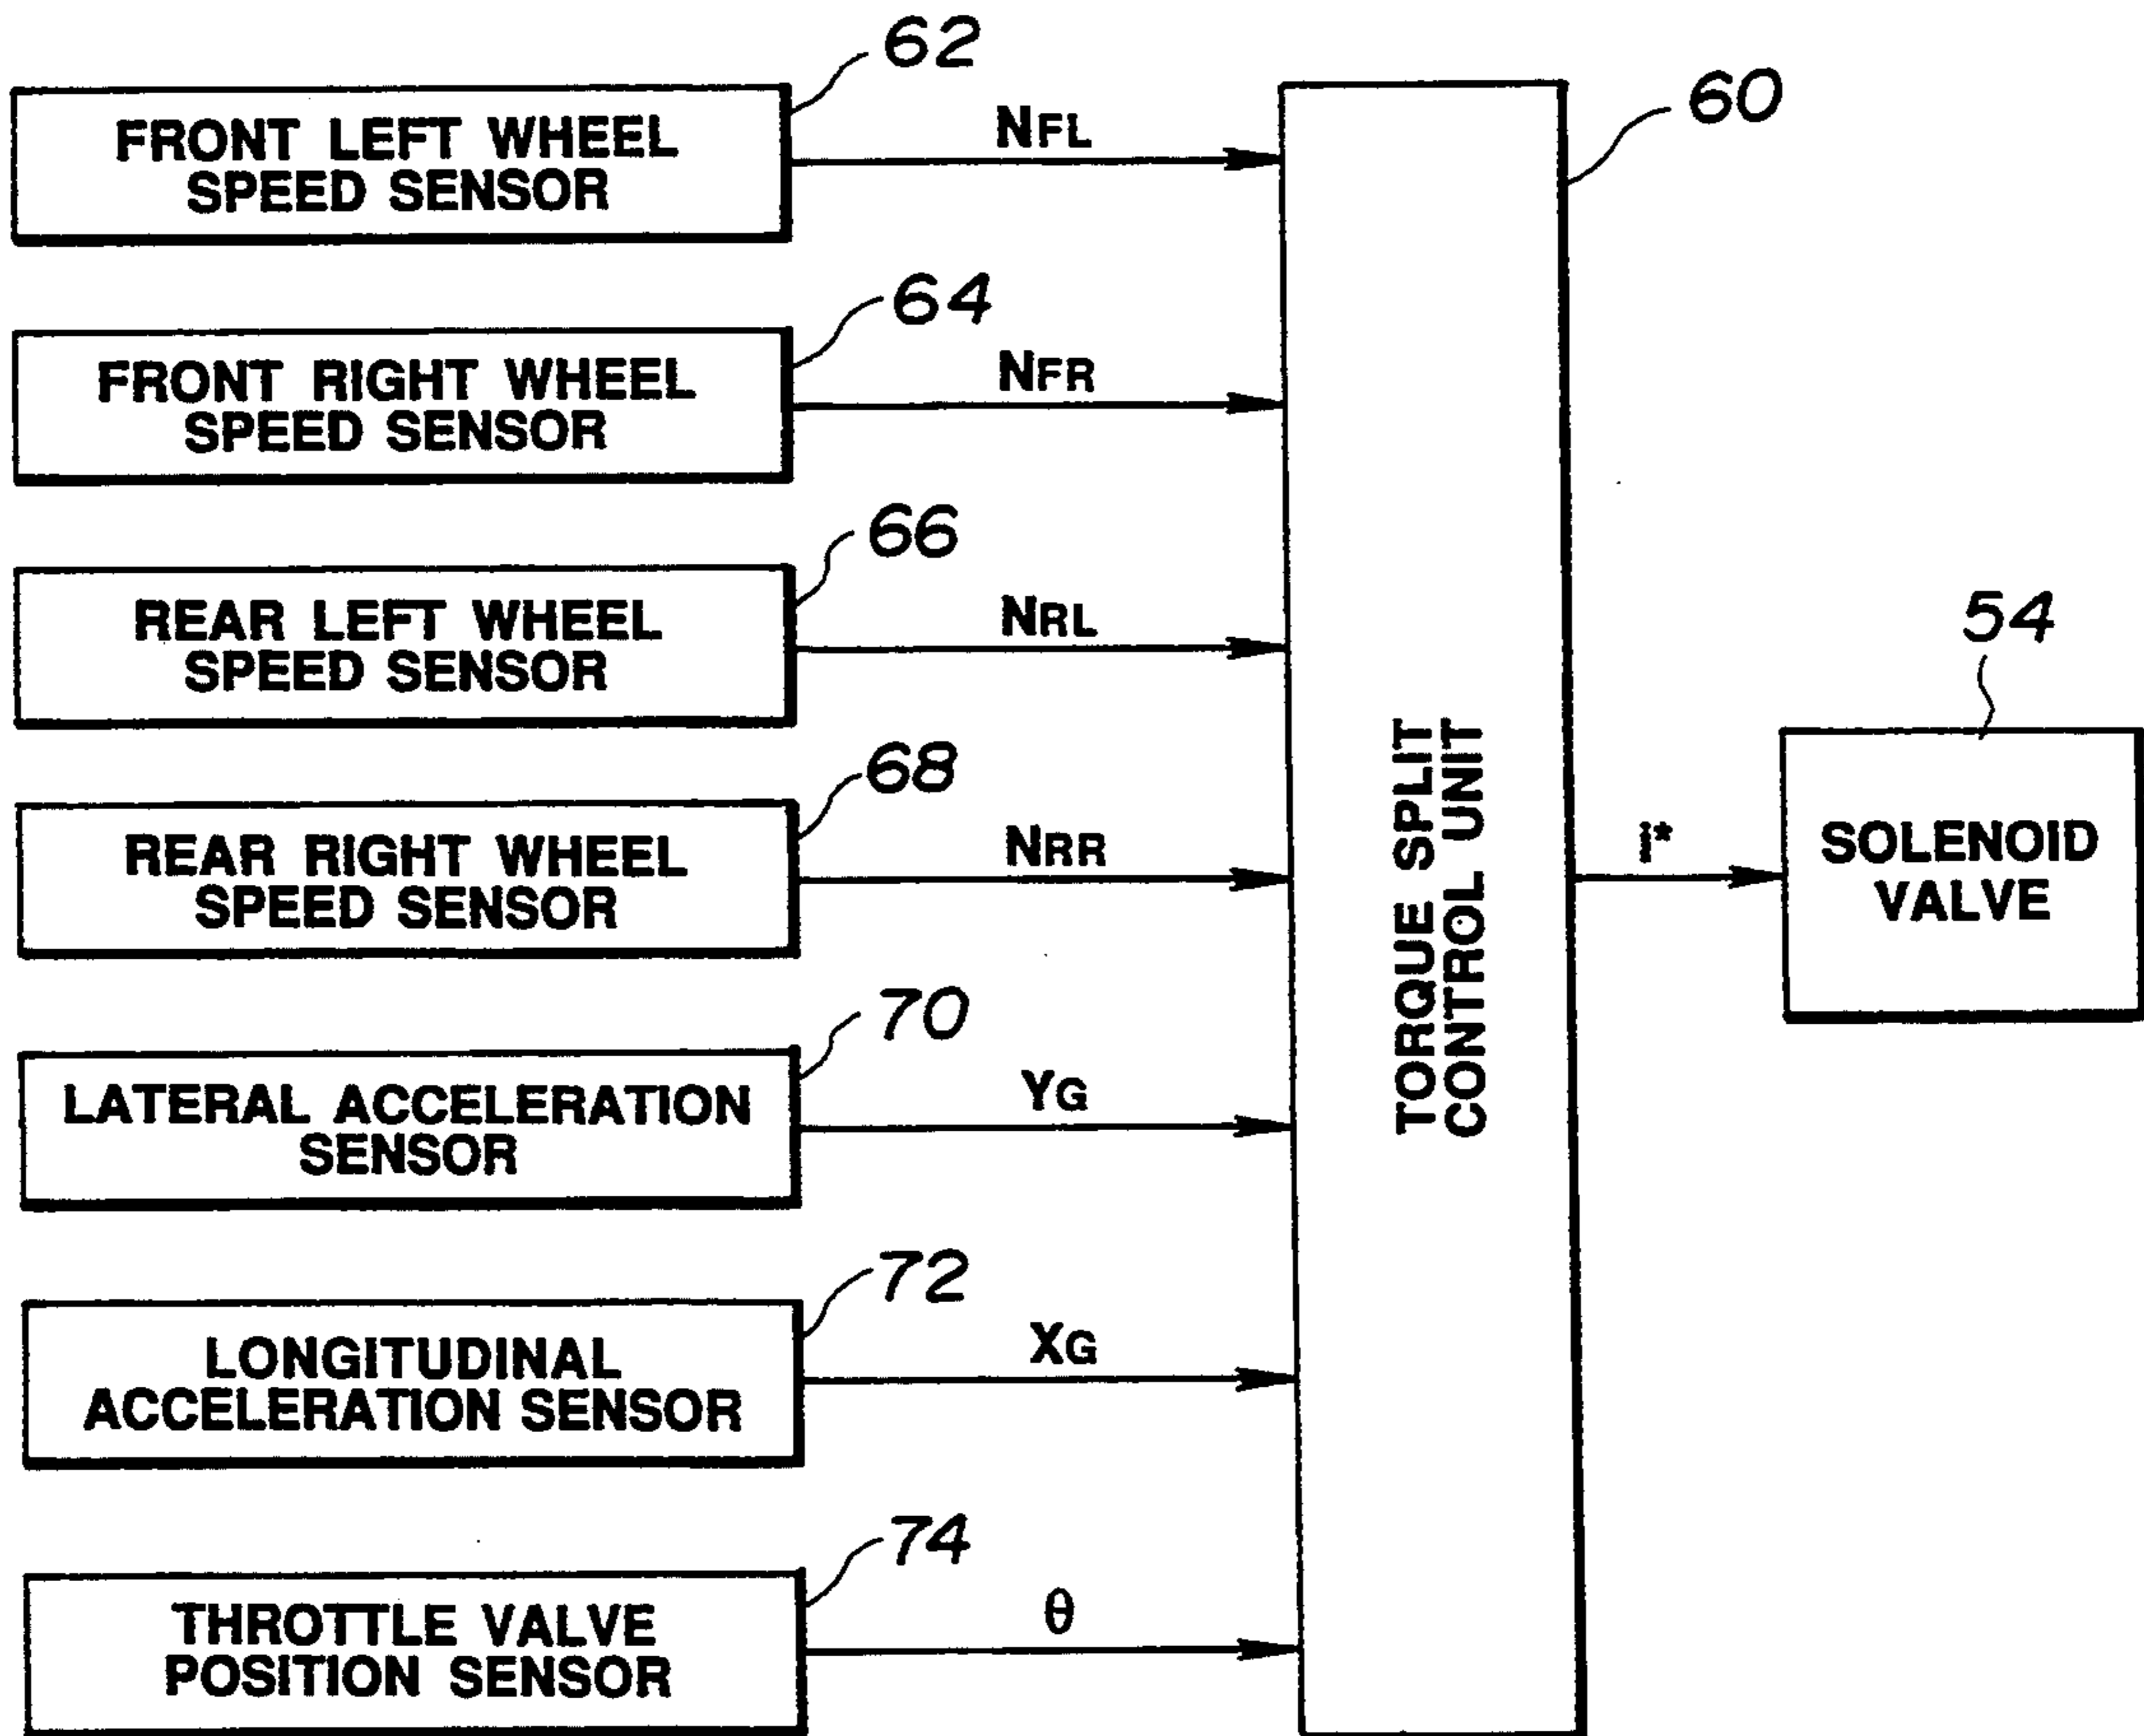 62
FRONT LEFT WHEEL
SPEED SENSOR
NFL
60
64
FRONT RIGHT WHEEL
SPEED SENSOR
NFR
66
REAR LEFT WHEEL
SPEED SENSOR
NRL
68
REAR RIGHT WHEEL
SPEED SENSOR
NRR
70
LATERAL ACCELERATION
SENSOR
YG
72
LONGITUDINAL
ACCELERATION SENSOR
XG
74
THROTTLE VALVE
POSITION SENSOR
θ
TORQUE SPLIT
CONTROL UNIT
i*
54
SOLENOID
VALVE